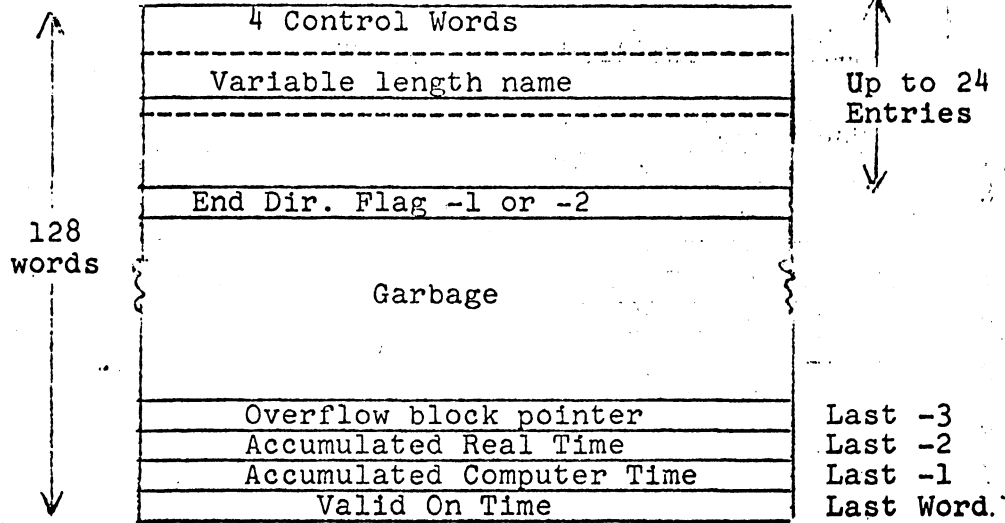 4 Control Words
Variable length name
Up to 24
Entries
End Dir. Flag -1 or -2
128
words
Garbage
Overflow block pointer
Last -3
Accumulated Real Time
Last -2
Accumulated Computer Time
Last -1
Valid On Time
Last Word.